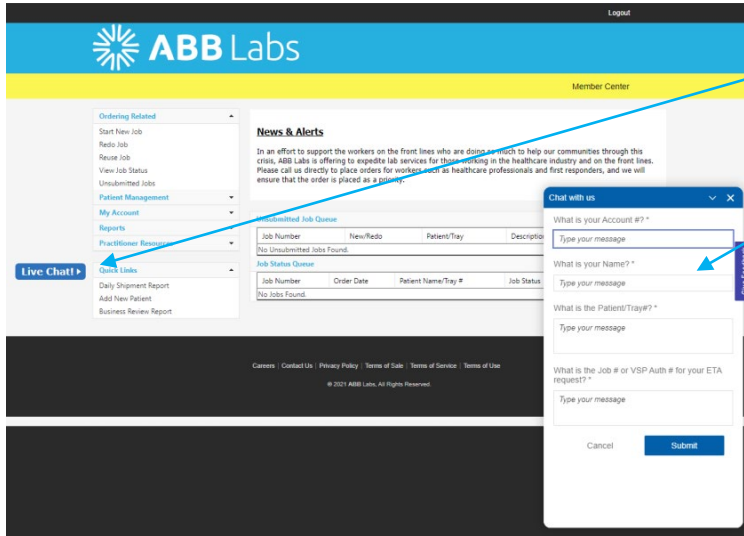 Logout
ABB Labs
Member Center
Ordering Related
Start New Job
Redo Job
Reuse Job
View Job Status
Unsubmitted Jobs
Patient Management
My Account
Reports
Practitioner Resources
Quick Links
Daily Shipment Report
Add New Patient
Business Review Report
Live Chat!
News & Alerts
In an effort to support the workers on the front lines who are doing so much to help our communities through this
crisis, ABB Labs is offering to expedite lab services for those working in the healthcare industry and on the front lines.
Please call us directly to place orders for workers such as healthcare professionals and first responders, and we will
ensure that the order is placed as a priority.
Unsubmitted Job Queue
Job Number New/Redo Patient/Tray Description
No Unsubmitted Jobs Found.
Job Status Queue
Job Number Order Date Patient Name/Tray # Job Status
No Jobs Found.
Careers | Contact Us | Privacy Policy | Terms of Sale | Terms of Service | Terms of Use
© 2021 ABB Labs, All Rights Reserved.
Chat with us
What is your Account #? *
Type your message
What is your Name? *
Type your message
What is the Patient/Tray#? *
Type your message
What is the Job # or VSP Auth # for your ETA
request? *
Type your message
Cancel Submit